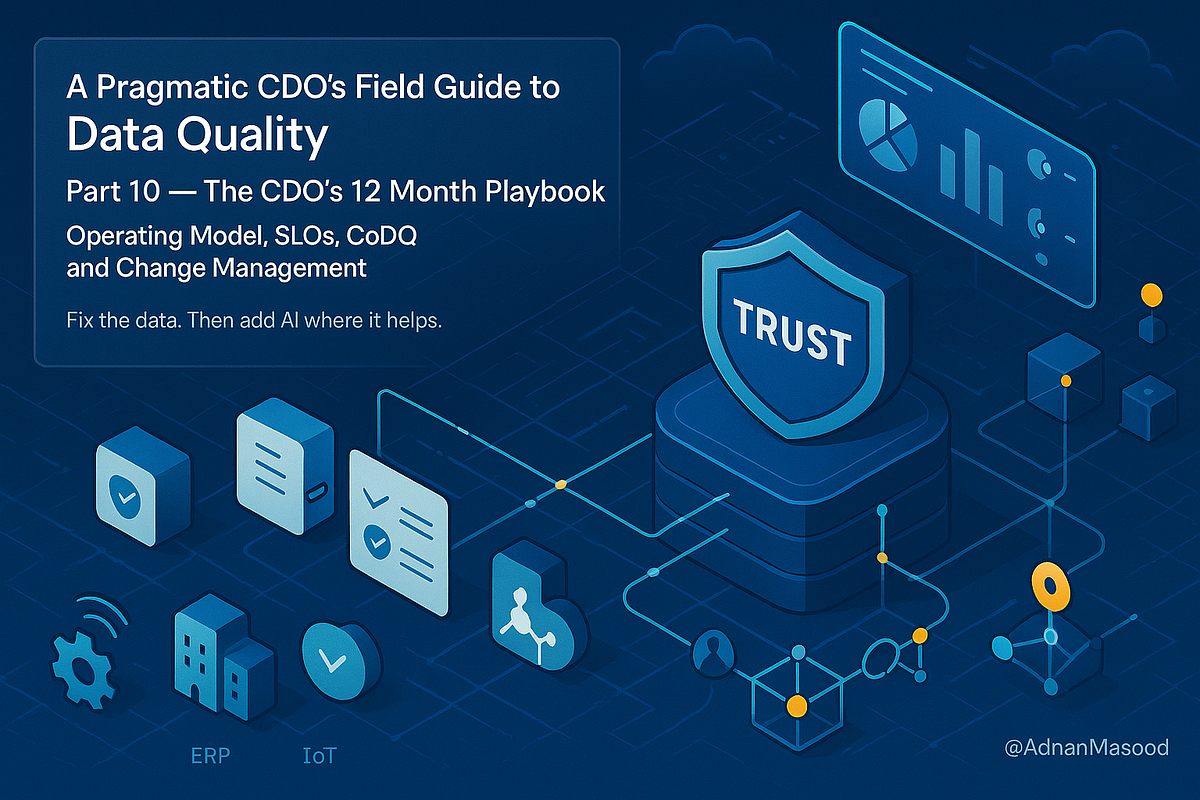 A Pragmatic CDO's Field Guide to
Data Quality
Part 10 — The CDO's 12 Month Playbook
Operating Model, SLOs, CoDQ
and Change Management
Fix the data. Then add AI where it helps.
TRUST
ERP
IoT
@AdnanMasood